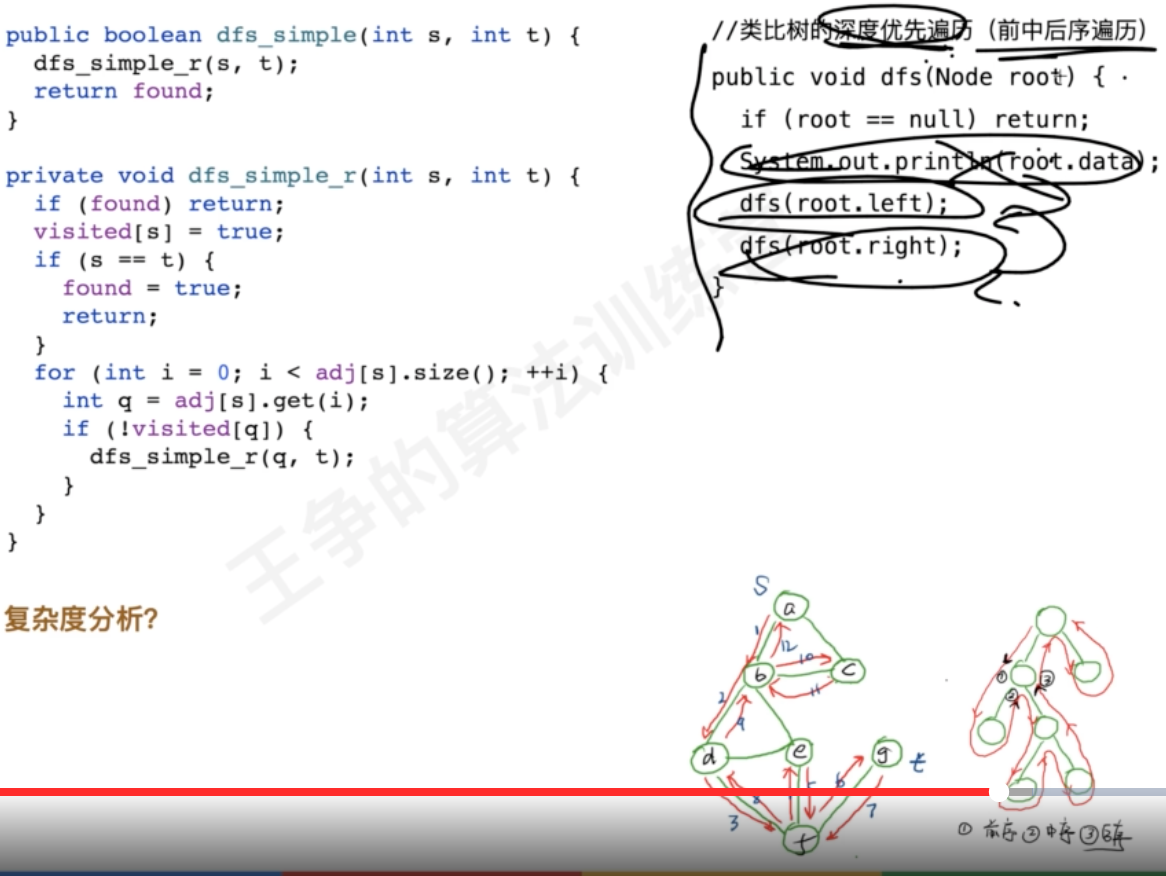 public boolean dfs_simple(int s, int t) {
dfs_simple_r(s, t);
return found;
}
private void dfs_simple_r(int s, int t) {
if (found) return;
visited[s] = true;
if (s == t) {
found = true;
return;
}
for (int i = 0; i < adj[s].size(); ++i) {
int q = adj[s].get(i);
if (!visited[q]) {
dfs_simple_r(q, t);
}
}
}
复杂度分析?
//类比树的深度优先遍历（前中后序遍历）
public void dfs(Node root) {
if (root == null) return;
System.out.println(root.data);
dfs(root.left);
dfs(root.right);
}
王争的算法训练
S
a
1
12
b
10
c
11
2
9
d
e
g
t
6
3
8
7
f
①
②
③
① 前序 ② 中序 ③ 后序